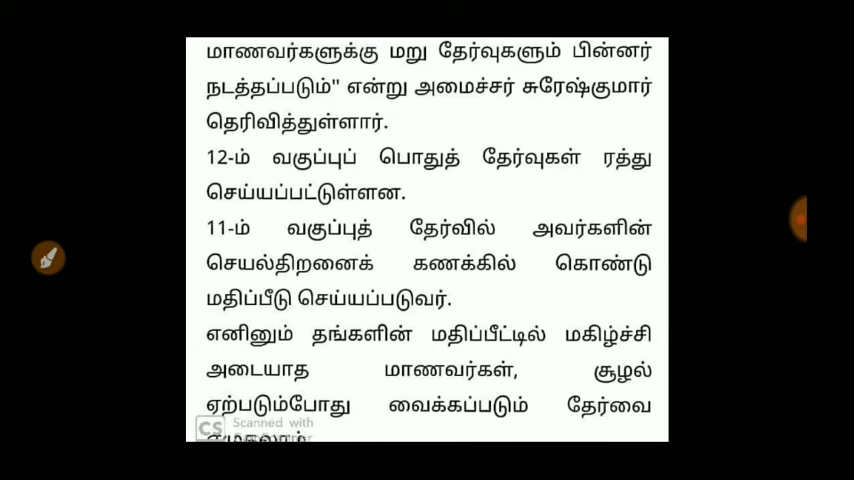 மாணவர்களுக்கு மறு தேர்வுகளும் பின்னர்
நடத்தப்படும்" என்று அமைச்சர் சுரேஷ்குமார்
தெரிவித்துள்ளார்.
12-ம் வகுப்புப் பொதுத் தேர்வுகள் ரத்து
செய்யப்பட்டுள்ளன.
11-ம் வகுப்புத் தேர்வில் அவர்களின்
செயல்திறனைக் கணக்கில் கொண்டு
மதிப்பீடு செய்யப்படுவர்.
எனினும் தங்களின் மதிப்பீட்டில் மகிழ்ச்சி
அடையாத மாணவர்கள், சூழல்
ஏற்படும்போது வைக்கப்படும் தேர்வை
CS Scanned with